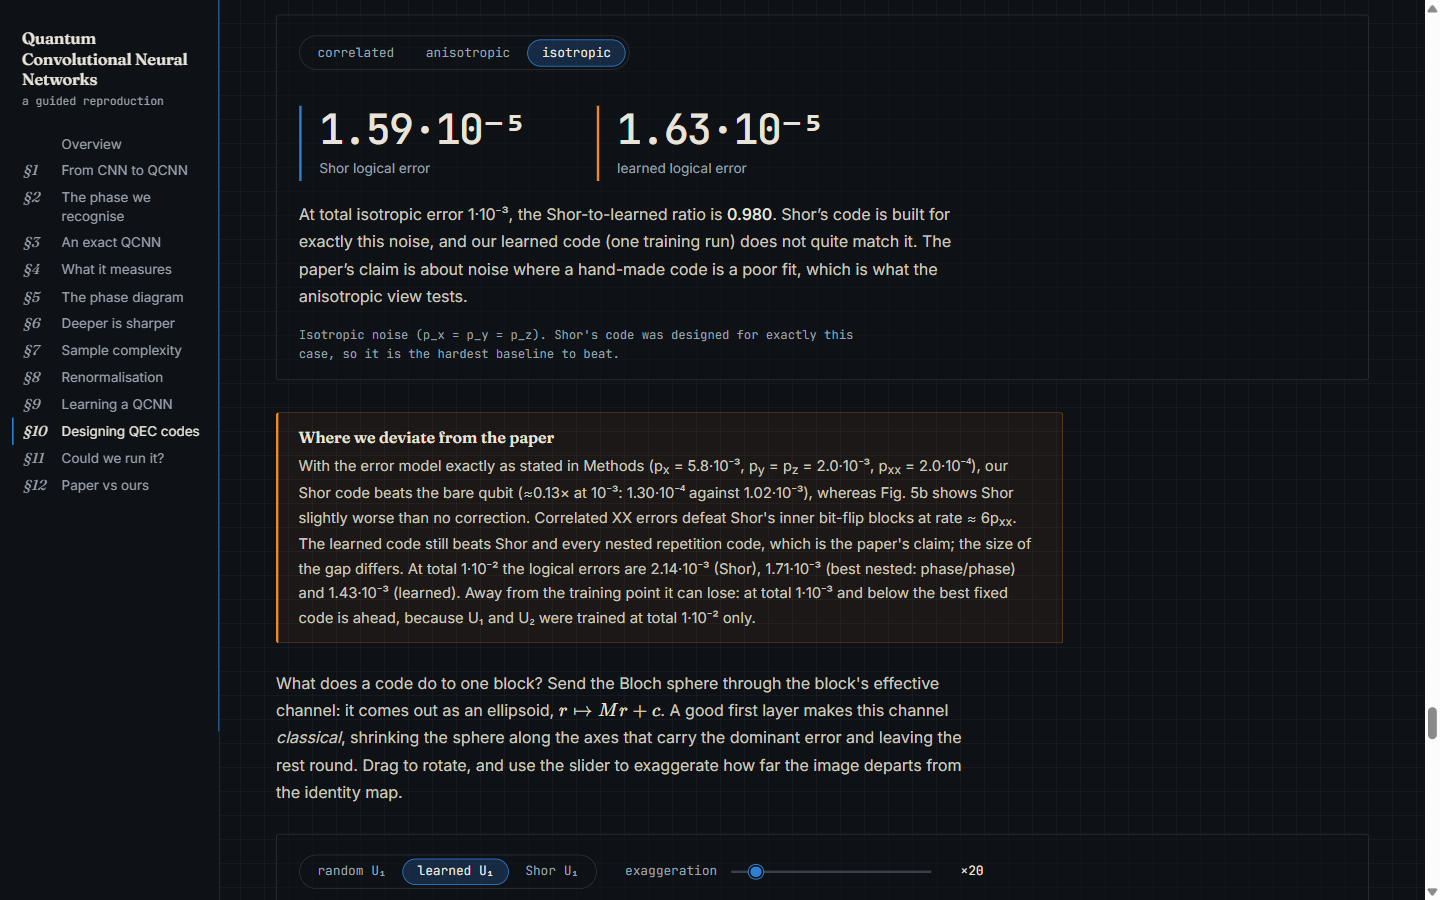 Quantum
Convolutional Neural
Networks
a guided reproduction
Overview
§1 From CNN to QCNN
§2 The phase we
recognise
§3 An exact QCNN
§4 What it measures
§5 The phase diagram
§6 Deeper is sharper
§7 Sample complexity
§8 Renormalisation
§9 Learning a QCNN
§10 Designing QEC codes
§11 Could we run it?
§12 Paper vs ours
correlated anisotropic isotropic
1.59·10⁻⁵ 1.63·10⁻⁵
Shor logical error learned logical error
At total isotropic error 1·10⁻³, the Shor-to-learned ratio is 0.980. Shor’s code is built for
exactly this noise, and our learned code (one training run) does not quite match it. The
paper’s claim is about noise where a hand-made code is a poor fit, which is what the
anisotropic view tests.
Isotropic noise (p_x = p_y = p_z). Shor's code was designed for exactly this
case, so it is the hardest baseline to beat.
Where we deviate from the paper
With the error model exactly as stated in Methods (pₓ = 5.8·10⁻³, p_y = p_z = 2.0·10⁻³, pₓₓ = 2.0·10⁻⁴), our
Shor code beats the bare qubit (≈0.13× at 10⁻³: 1.30·10⁻⁴ against 1.02·10⁻³), whereas Fig. 5b shows Shor
slightly worse than no correction. Correlated XX errors defeat Shor's inner bit-flip blocks at rate ≈ 6pₓₓ.
The learned code still beats Shor and every nested repetition code, which is the paper's claim; the size of
the gap differs. At total 1·10⁻² the logical errors are 2.14·10⁻³ (Shor), 1.71·10⁻³ (best nested: phase/phase)
and 1.43·10⁻³ (learned). Away from the training point it can lose: at total 1·10⁻³ and below the best fixed
code is ahead, because U₁ and U₂ were trained at total 1·10⁻² only.
What does a code do to one block? Send the Bloch sphere through the block's effective
channel: it comes out as an ellipsoid, r ↦ Mr + c. A good first layer makes this channel
classical, shrinking the sphere along the axes that carry the dominant error and leaving the
rest round. Drag to rotate, and use the slider to exaggerate how far the image departs from
the identity map.
random U₁ learned U₁ Shor U₁ exaggeration ×20